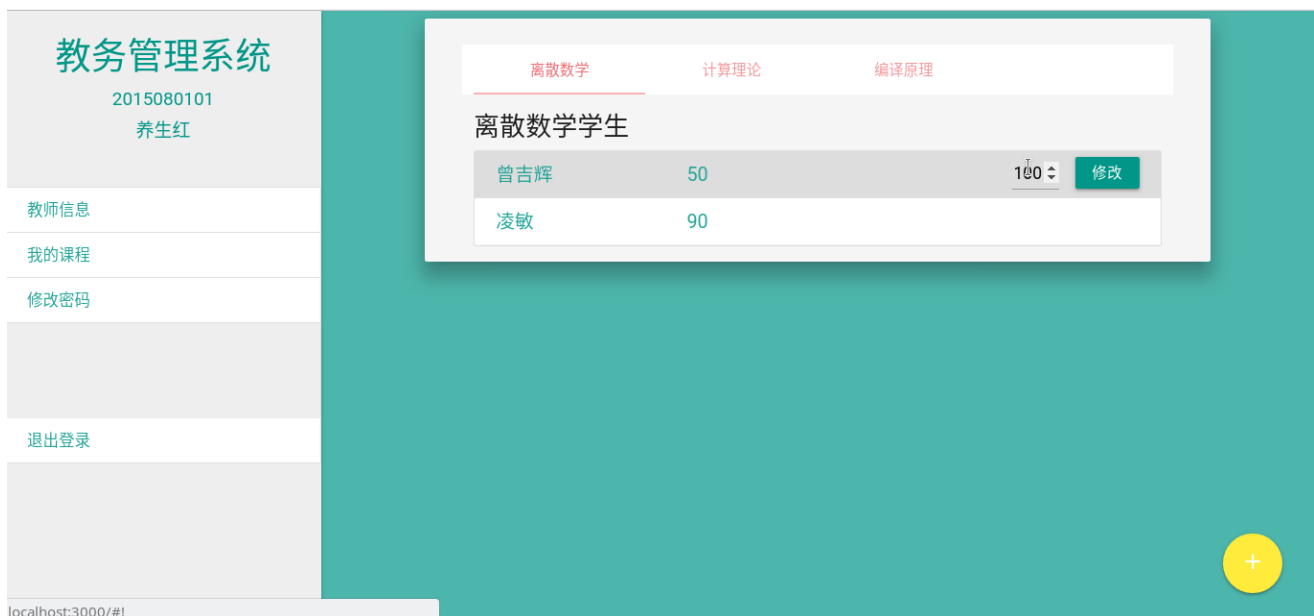 教务管理系统
2015080101
养生红
教师信息
我的课程
修改密码
退出登录
离散数学 计算理论 编译原理
离散数学学生
曾吉辉 50 100 修改
凌敏 90
+
localhost:3000/#!